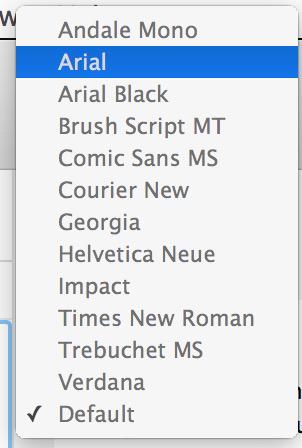 Andale Mono
Arial
Arial Black
Brush Script MT
Comic Sans MS
Courier New
Georgia
Helvetica Neue
Impact
Times New Roman
Trebuchet MS
Verdana
✓ Default